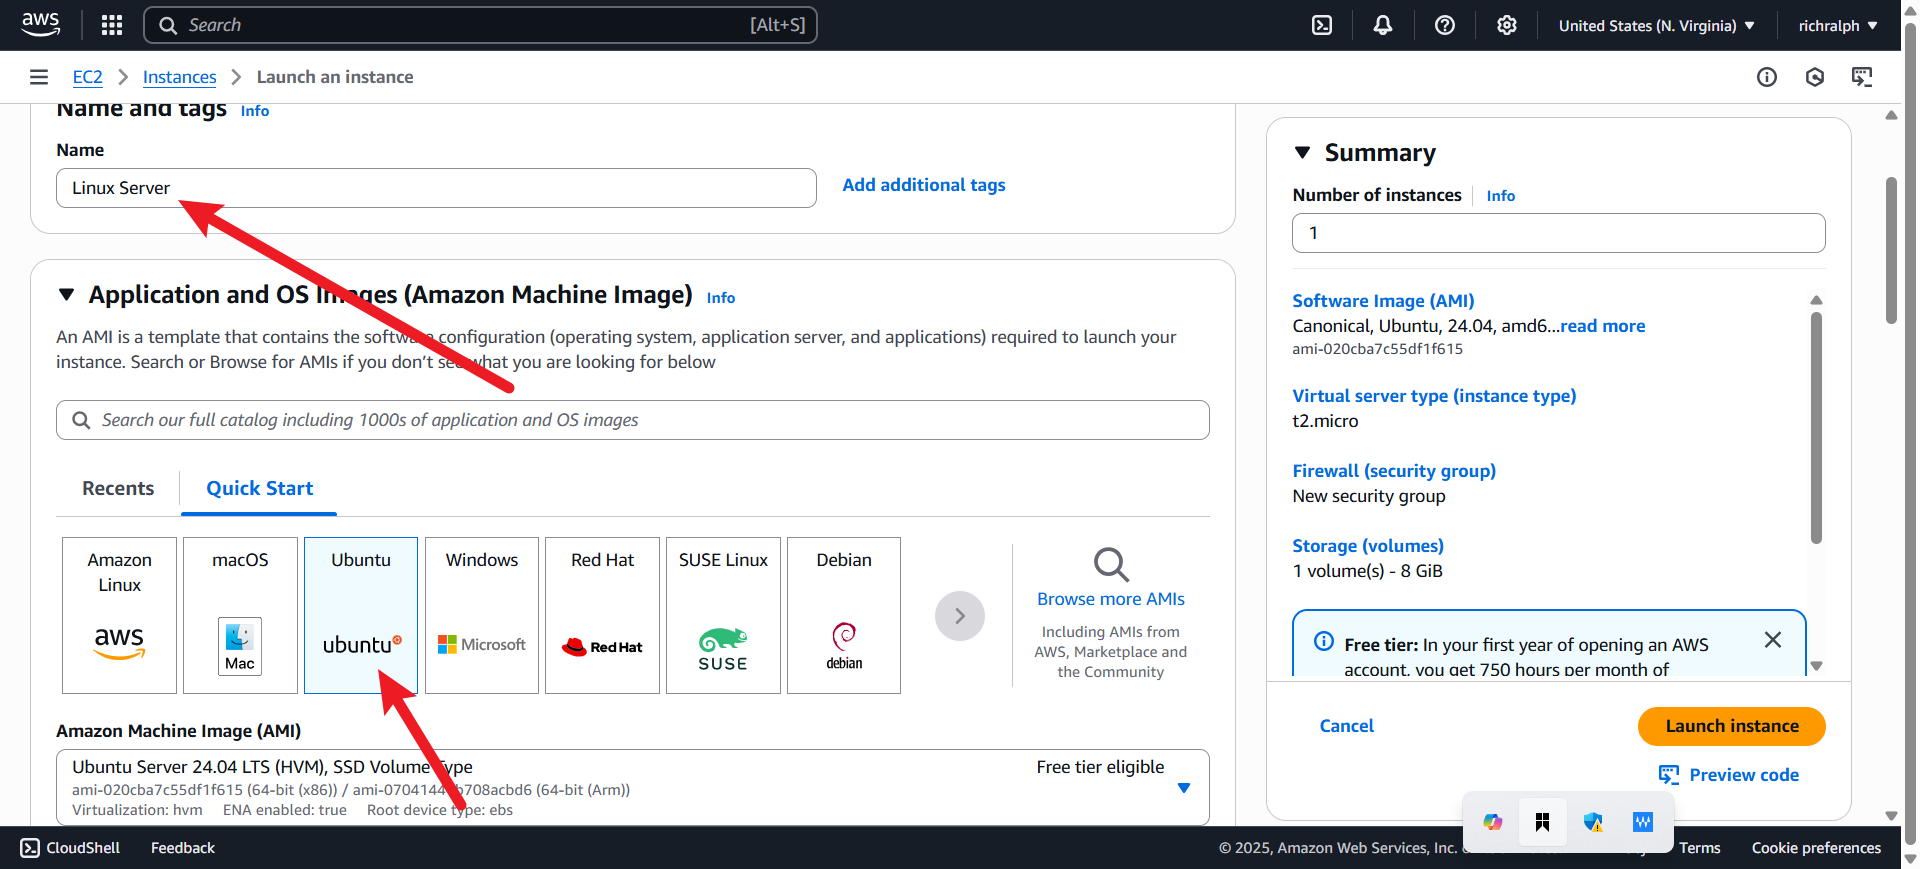 aws
Search
[Alt+S]
United States (N. Virginia)
richralph
EC2
Instances
Launch an instance
Name and tags
Info
Name
Linux Server
Add additional tags
Application and OS Images (Amazon Machine Image)
Info
An AMI is a template that contains the software configuration (operating system, application server, and applications) required to launch your
instance. Search or Browse for AMIs if you don't see what you are looking for below
Search our full catalog including 1000s of application and OS images
Recents
Quick Start
Amazon
Linux
aws
macOS
Mac
Ubuntu
ubuntu
Windows
Microsoft
Red Hat
Red Hat
SUSE Linux
SUSE
Debian
debian
Browse more AMIs
Including AMIs from
AWS, Marketplace and
the Community
Amazon Machine Image (AMI)
Ubuntu Server 24.04 LTS (HVM), SSD Volume Type
Free tier eligible
ami-020cba7c55df1f615 (64-bit (x86)) / (64-bit (Arm))
Virtualization: hvm
ENA enabled: true
Root device type: ebs
Summary
Number of instances
Info
1
Software Image (AMI)
Canonical, Ubuntu, 24.04, amd6...read more
ami-020cba7c55df1f615
Virtual server type (instance type)
t2.micro
Firewall (security group)
New security group
Storage (volumes)
1 volume(s) - 8 GiB
Free tier: In your first year of opening an AWS
account, you get 750 hours per month of
Cancel
Launch instance
Preview code
CloudShell
Feedback
© 2025, Amazon Web Services, Inc.
Terms
Cookie preferences